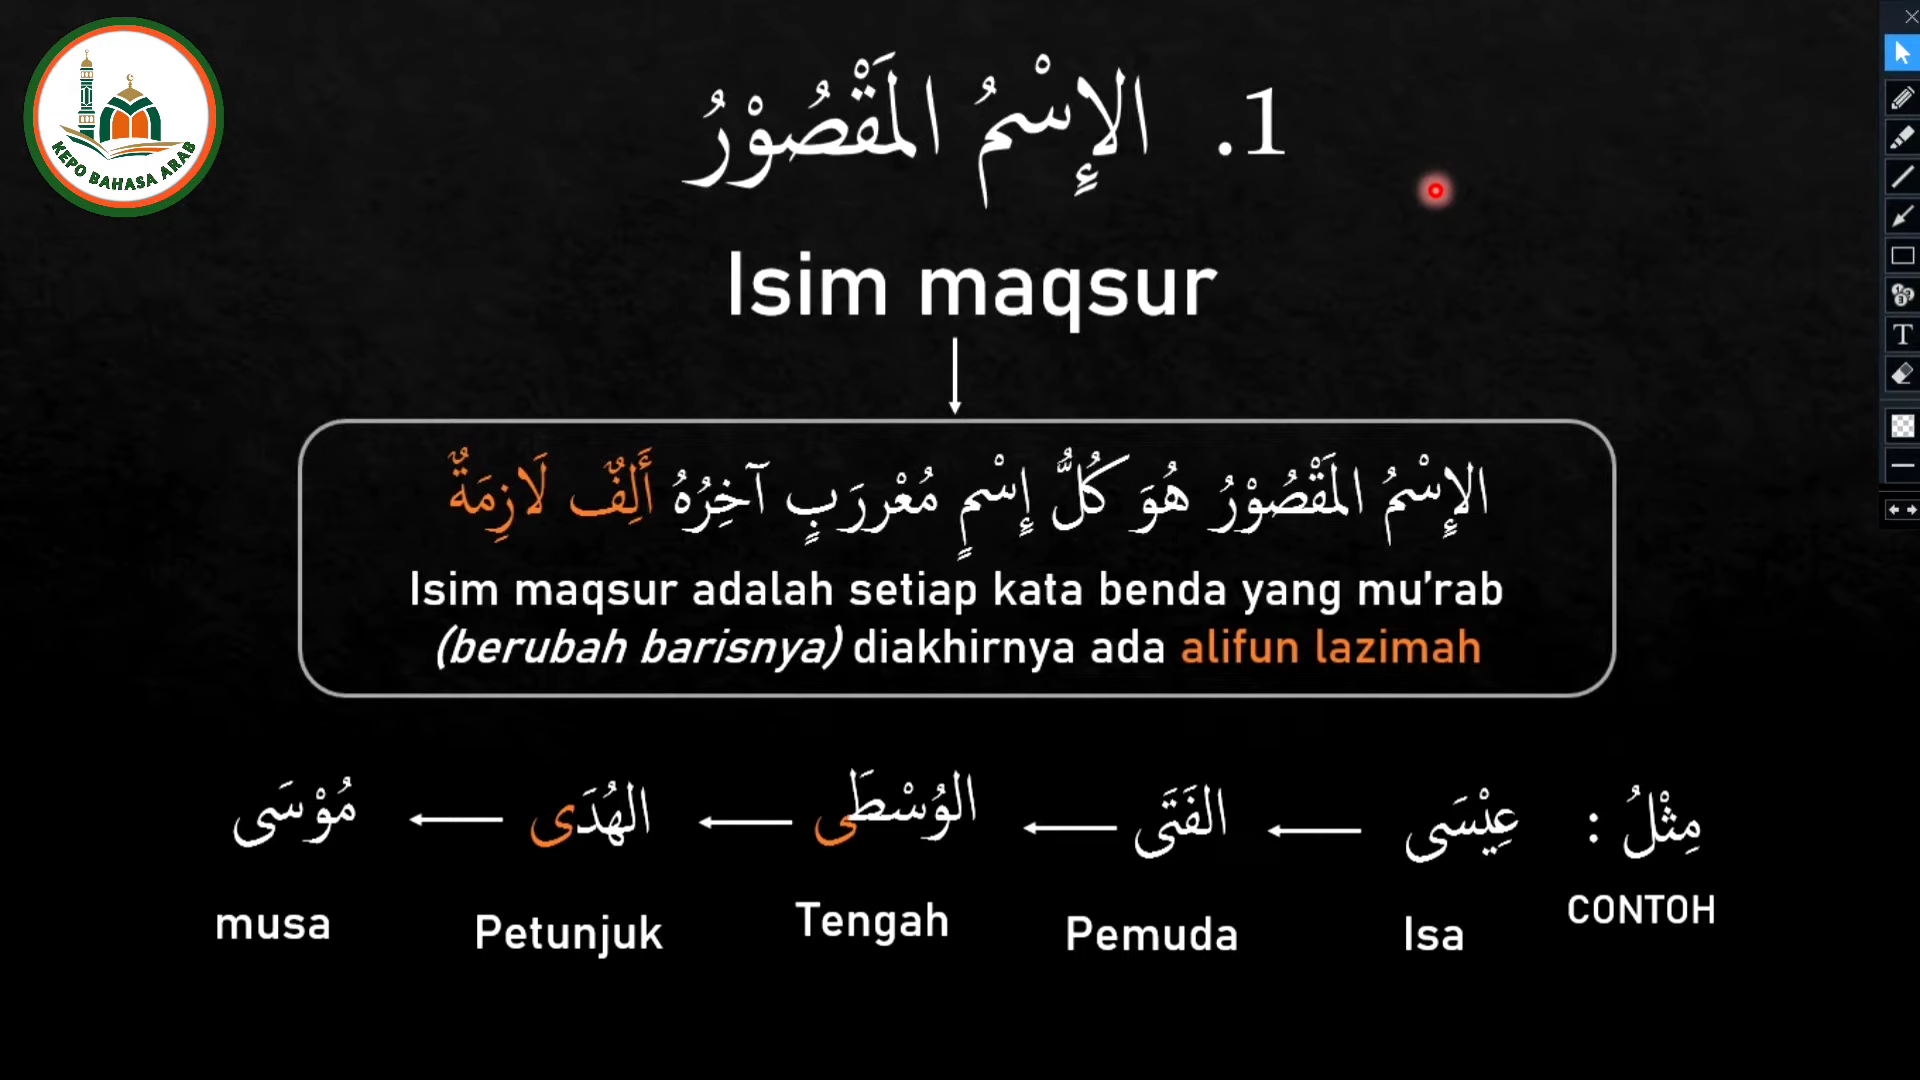 KEPO BAHASA ARAB
1. الإِسْمُ المَقْصُوْرُ
Isim maqsur
الإِسْمُ المَقْصُوْرُ هُوَ كُلُّ إِسْمٍ مُعْررَبٍ آخِرُهُ أَلِفٌ لَازِمَةٌ
Isim maqsur adalah setiap kata benda yang mu'rab
(berubah barisnya) diakhirnya ada alifun lazimah
مِثْلُ : عِيْسَى الفَتَى الوُسْطَى الهُدَى مُوْسَى
CONTOH Isa Pemuda Tengah Petunjuk musa